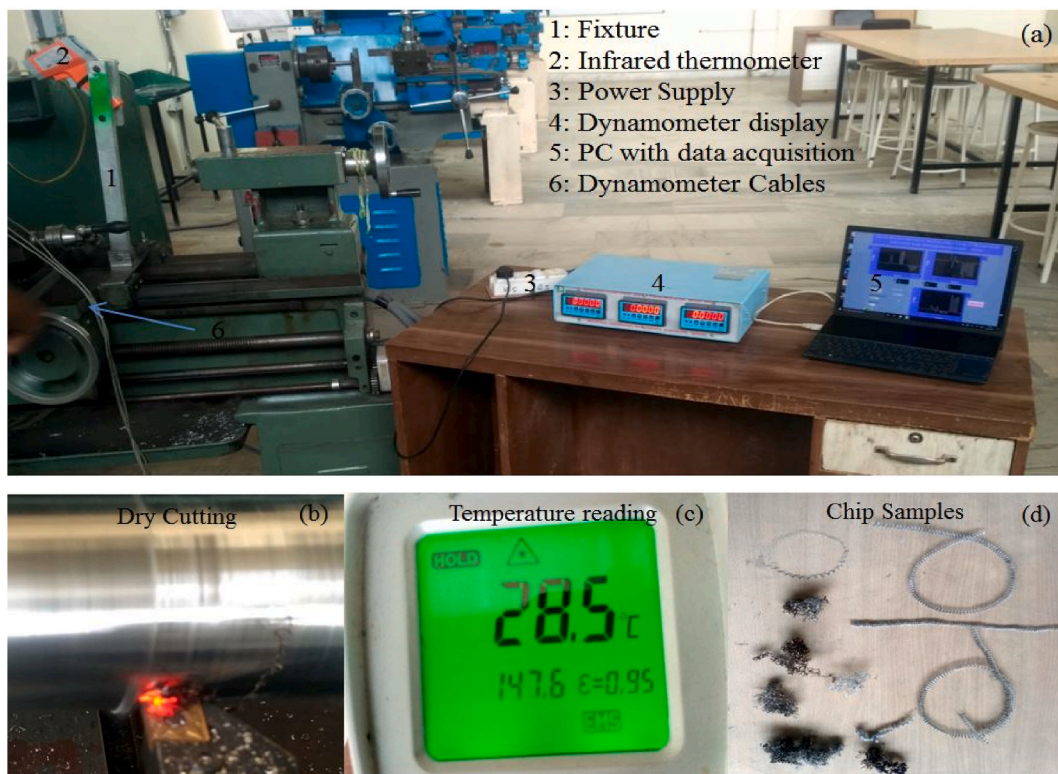 (a)
1: Fixture
2: Infrared thermometer
3: Power Supply
4: Dynamometer display
5: PC with data acquisition
6: Dynamometer Cables
2
1
3
4
5
6
Dry Cutting (b)
Temperature reading (c)
HOLD
28.5°C
147.6 ε=0.95
EMS
Chip Samples (d)